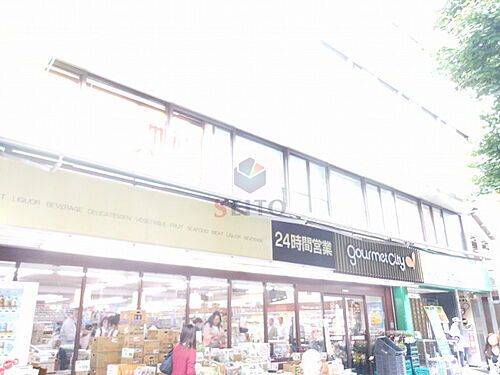 SEITO
T LIQUOR BEVERAGE DELICATESSEN VEGETABLE FRUIT SEAFOOD MEAT LIQUOR BEVERAGE
24時間営業
Gourmet City